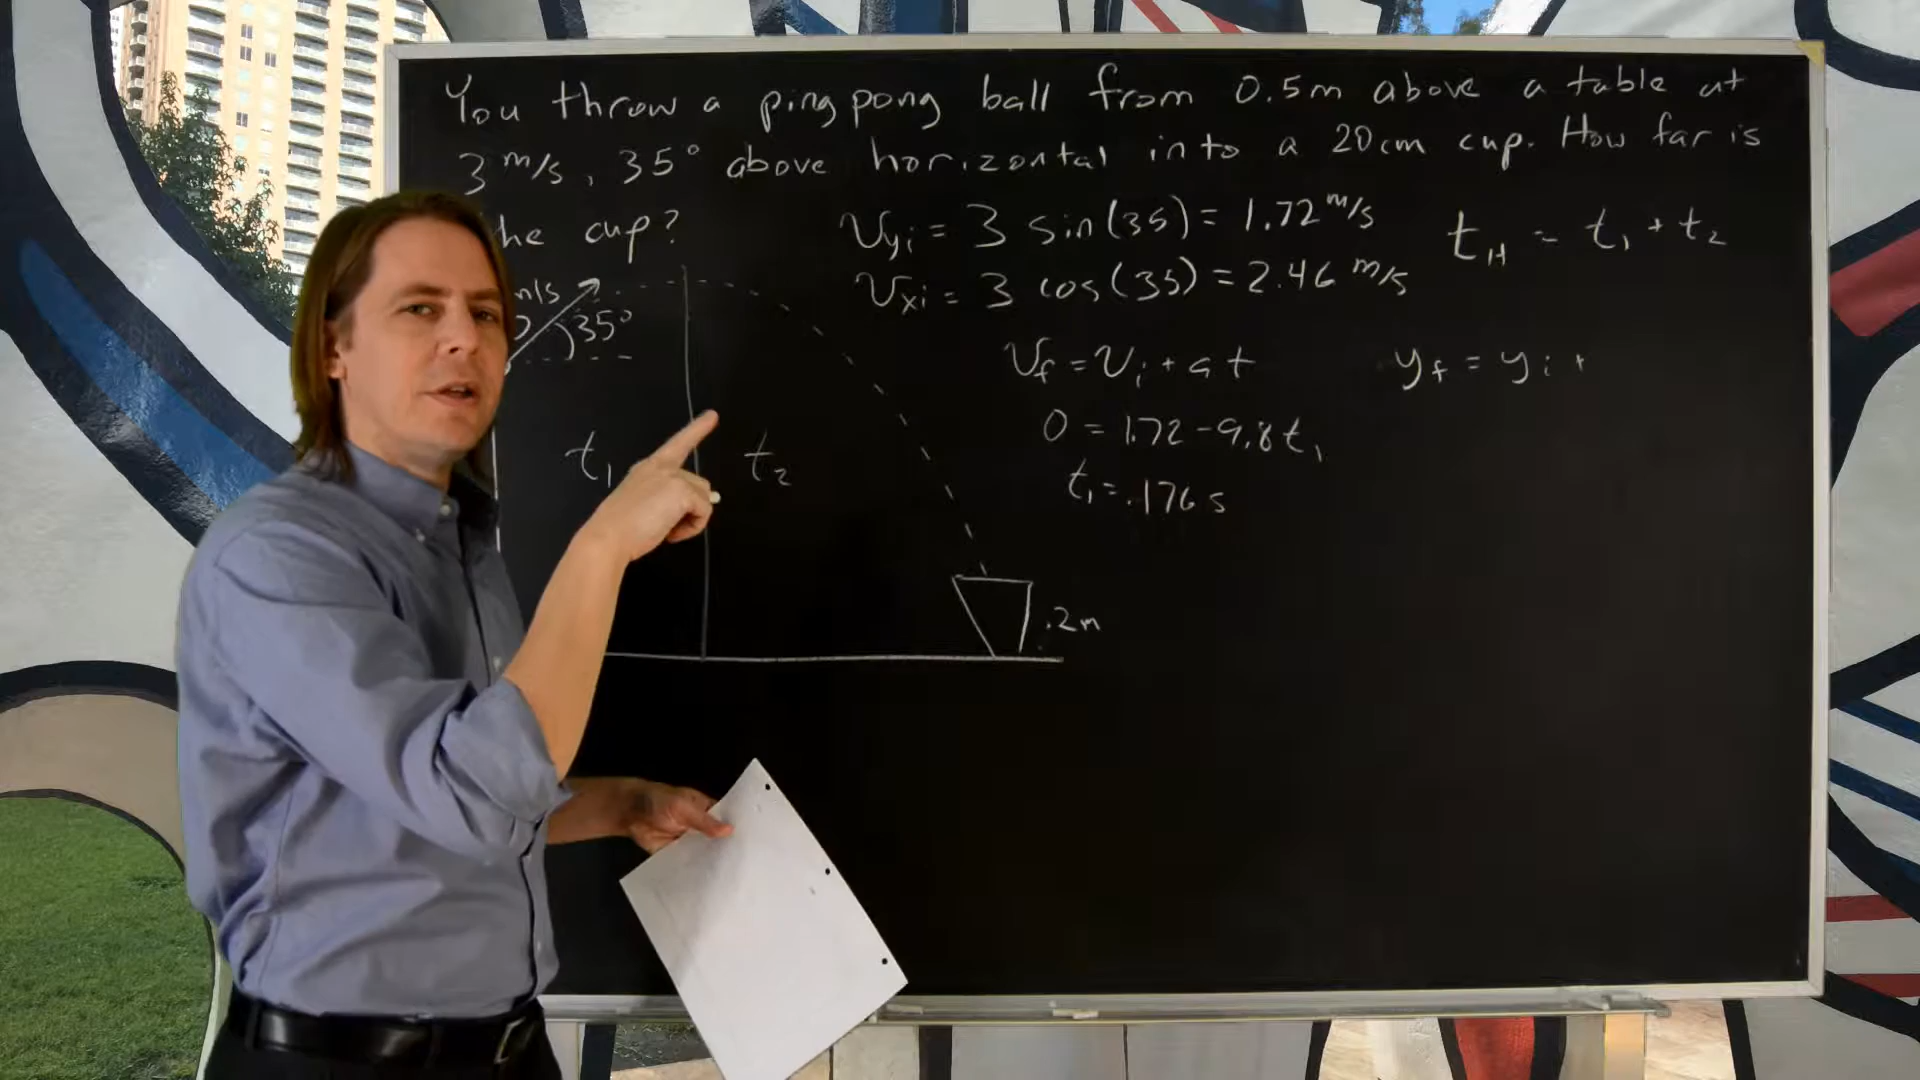 You throw a ping pong ball from 0.5m above a table at
3 m/s, 35° above horizontal into a 20cm cup. How far is
he cup?
Vyi = 3 sin(35) = 1.72 m/s
Vxi = 3 cos(35) = 2.46 m/s
tH = t1 + t2
m/s
35°
Vf = Vi + at
0 = 1.72 - 9.8t1
t1 = .176 s
yf = yi +
t1
t2
.2m